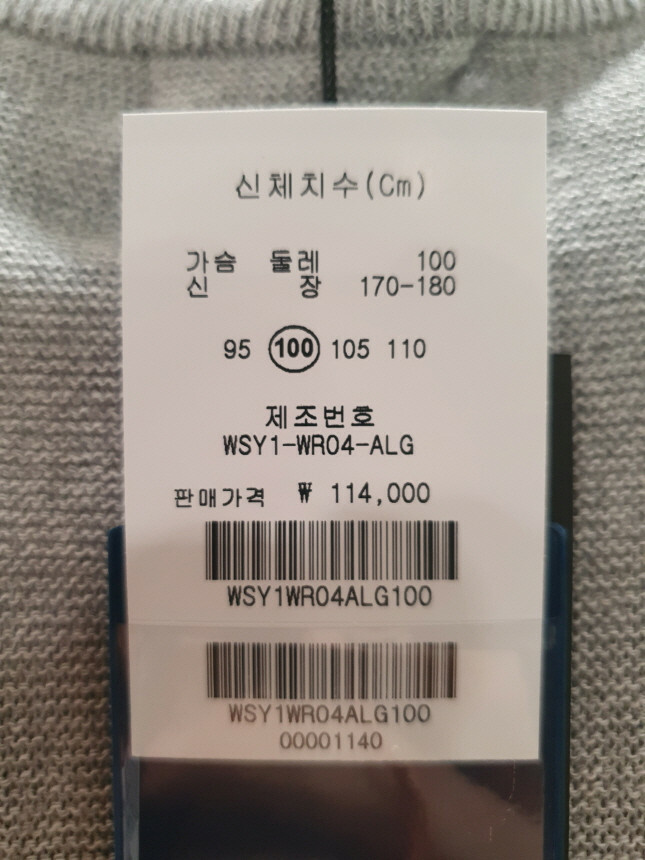 신체치수(Cm)
가슴 둘레 100
신 장 170-180
95 100 105 110
제조번호
WSY1-WR04-ALG
판매가격 ₩ 114,000
WSY1WR04ALG100
WSY1WR04ALG100
00001140